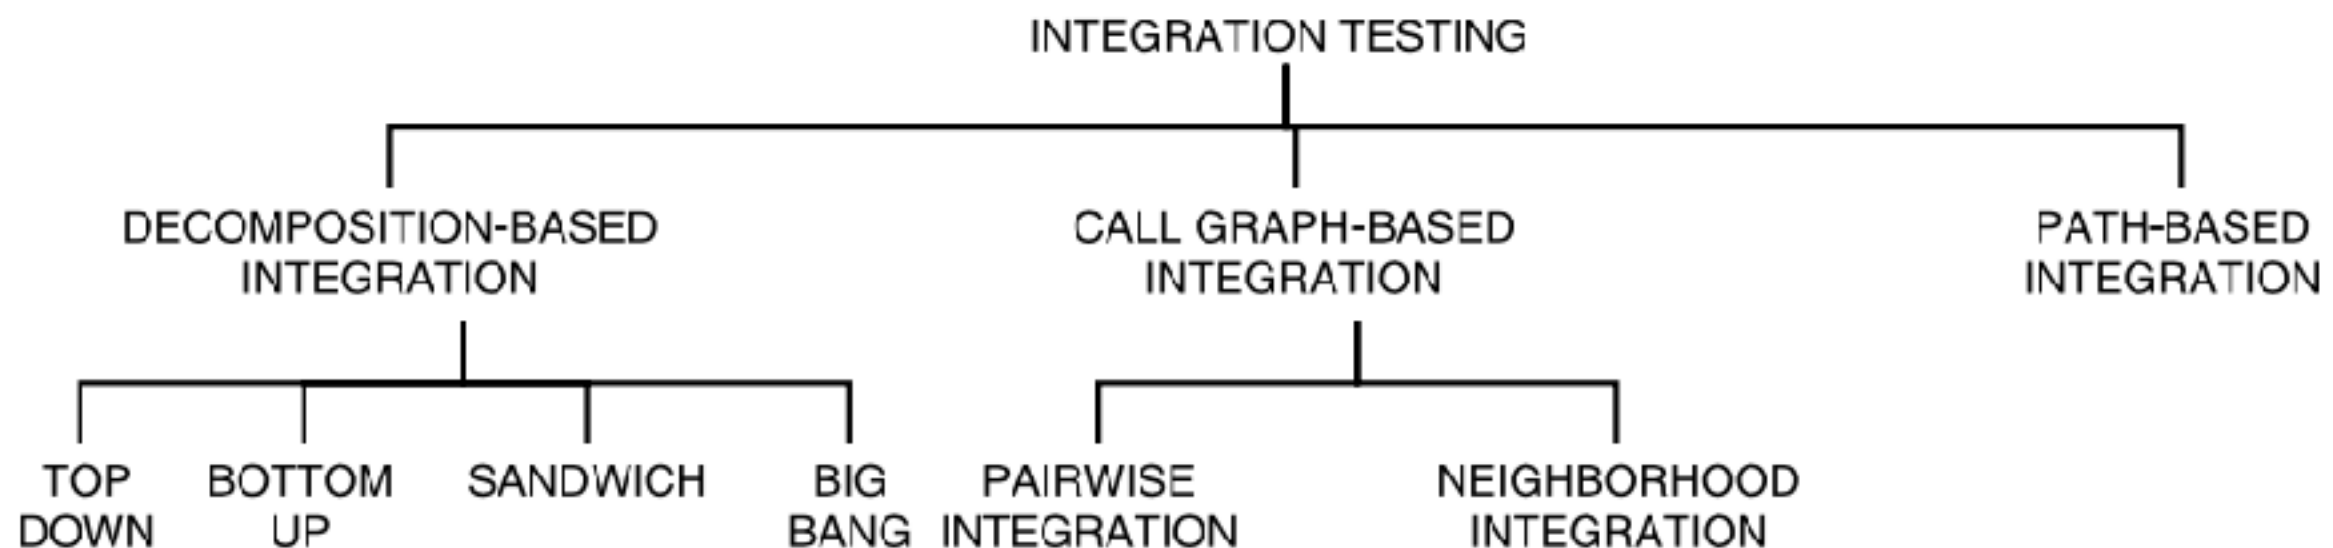 INTEGRATION TESTING
DECOMPOSITION-BASED
INTEGRATION
CALL GRAPH-BASED
INTEGRATION
PATH-BASED
INTEGRATION
TOP
DOWN
BOTTOM
UP
SANDWICH
BIG
BANG
PAIRWISE
INTEGRATION
NEIGHBORHOOD
INTEGRATION